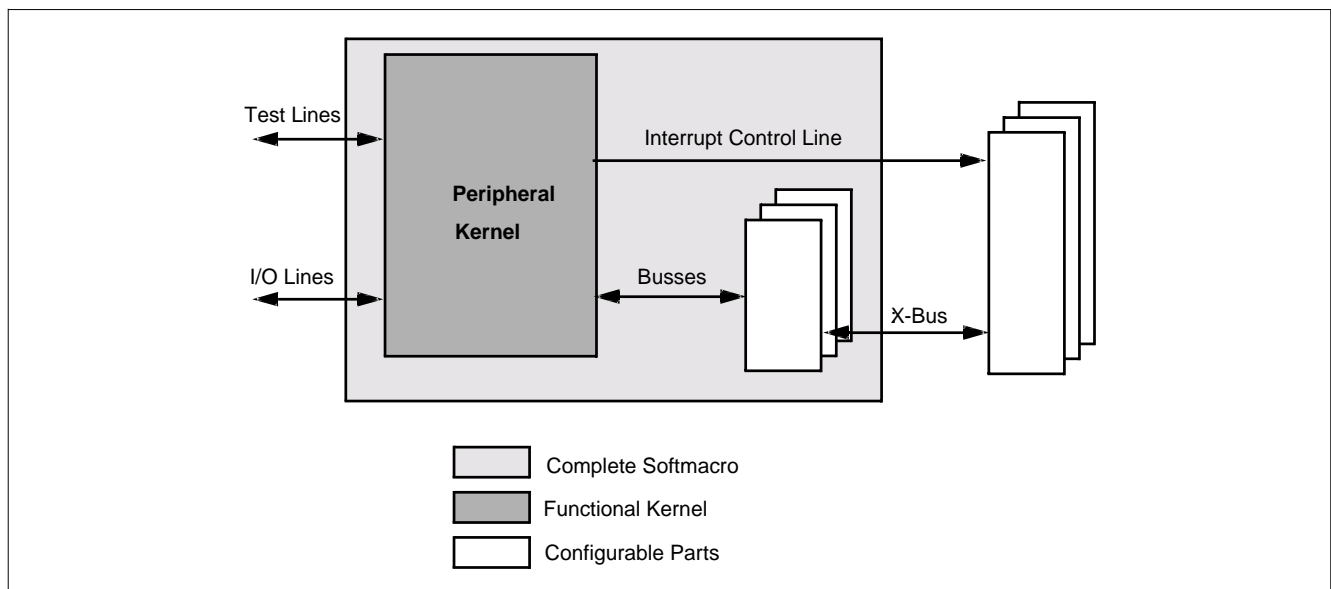 Test Lines
Interrupt Control Line
Peripheral
Kernel
I/O Lines
Busses
X-Bus
Complete Softmacro
Functional Kernel
Configurable Parts